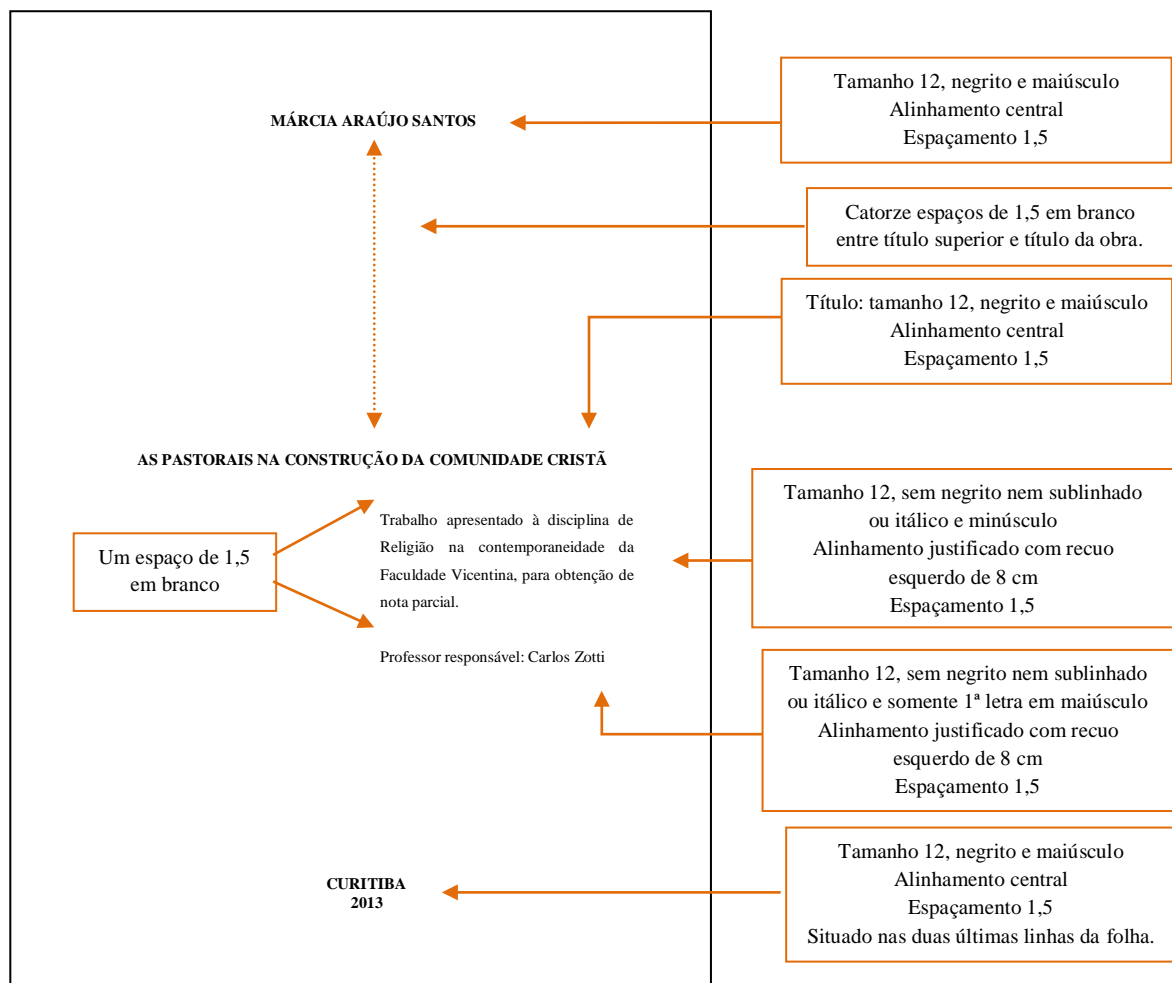 Tamanho 12, negrito e maiúsculo
Alinhamento central
Espaçamento 1,5
MÁRCIA ARAÚJO SANTOS
Catorze espaços de 1,5 em branco
entre título superior e título da obra.
Título: tamanho 12, negrito e maiúsculo
Alinhamento central
Espaçamento 1,5
AS PASTORAIS NA CONSTRUÇÃO DA COMUNIDADE CRISTÃ
Um espaço de 1,5
em branco
Trabalho apresentado à disciplina de
Religião na contemporaneidade da
Faculdade Vicentina, para obtenção de
nota parcial.
Tamanho 12, sem negrito nem sublinhado
ou itálico e minúsculo
Alinhamento justificado com recuo
esquerdo de 8 cm
Espaçamento 1,5
Professor responsável: Carlos Zotti
Tamanho 12, sem negrito nem sublinhado
ou itálico e somente 1ª letra em maiúsculo
Alinhamento justificado com recuo
esquerdo de 8 cm
Espaçamento 1,5
CURITIBA
2013
Tamanho 12, negrito e maiúsculo
Alinhamento central
Espaçamento 1,5
Situado nas duas últimas linhas da folha.